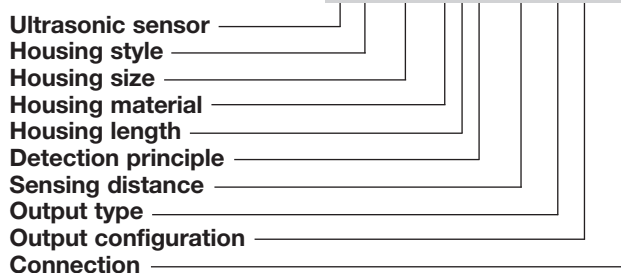 Ultrasonic sensor
Housing style
Housing size
Housing material
Housing length
Detection principle
Sensing distance
Output type
Output configuration
Connection